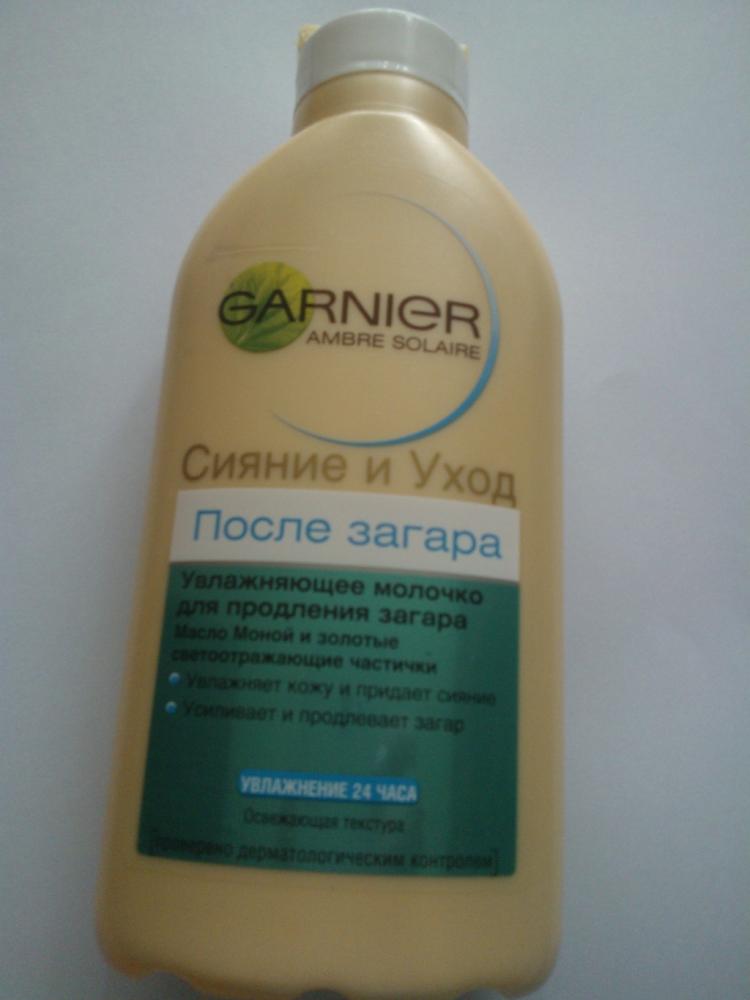 GARNIER
AMBRE SOLAIRE
Сияние и Уход
После загара
Увлажняющее молочко
для продления загара
Масло Моной и золотые
светоотражающие частички
Увлажняет кожу и придает сияние
Усиливает и продлевает загар
УВЛАЖНЕНИЕ 24 ЧАСА
Освежающая текстура
[проверено дерматологическим контролем]